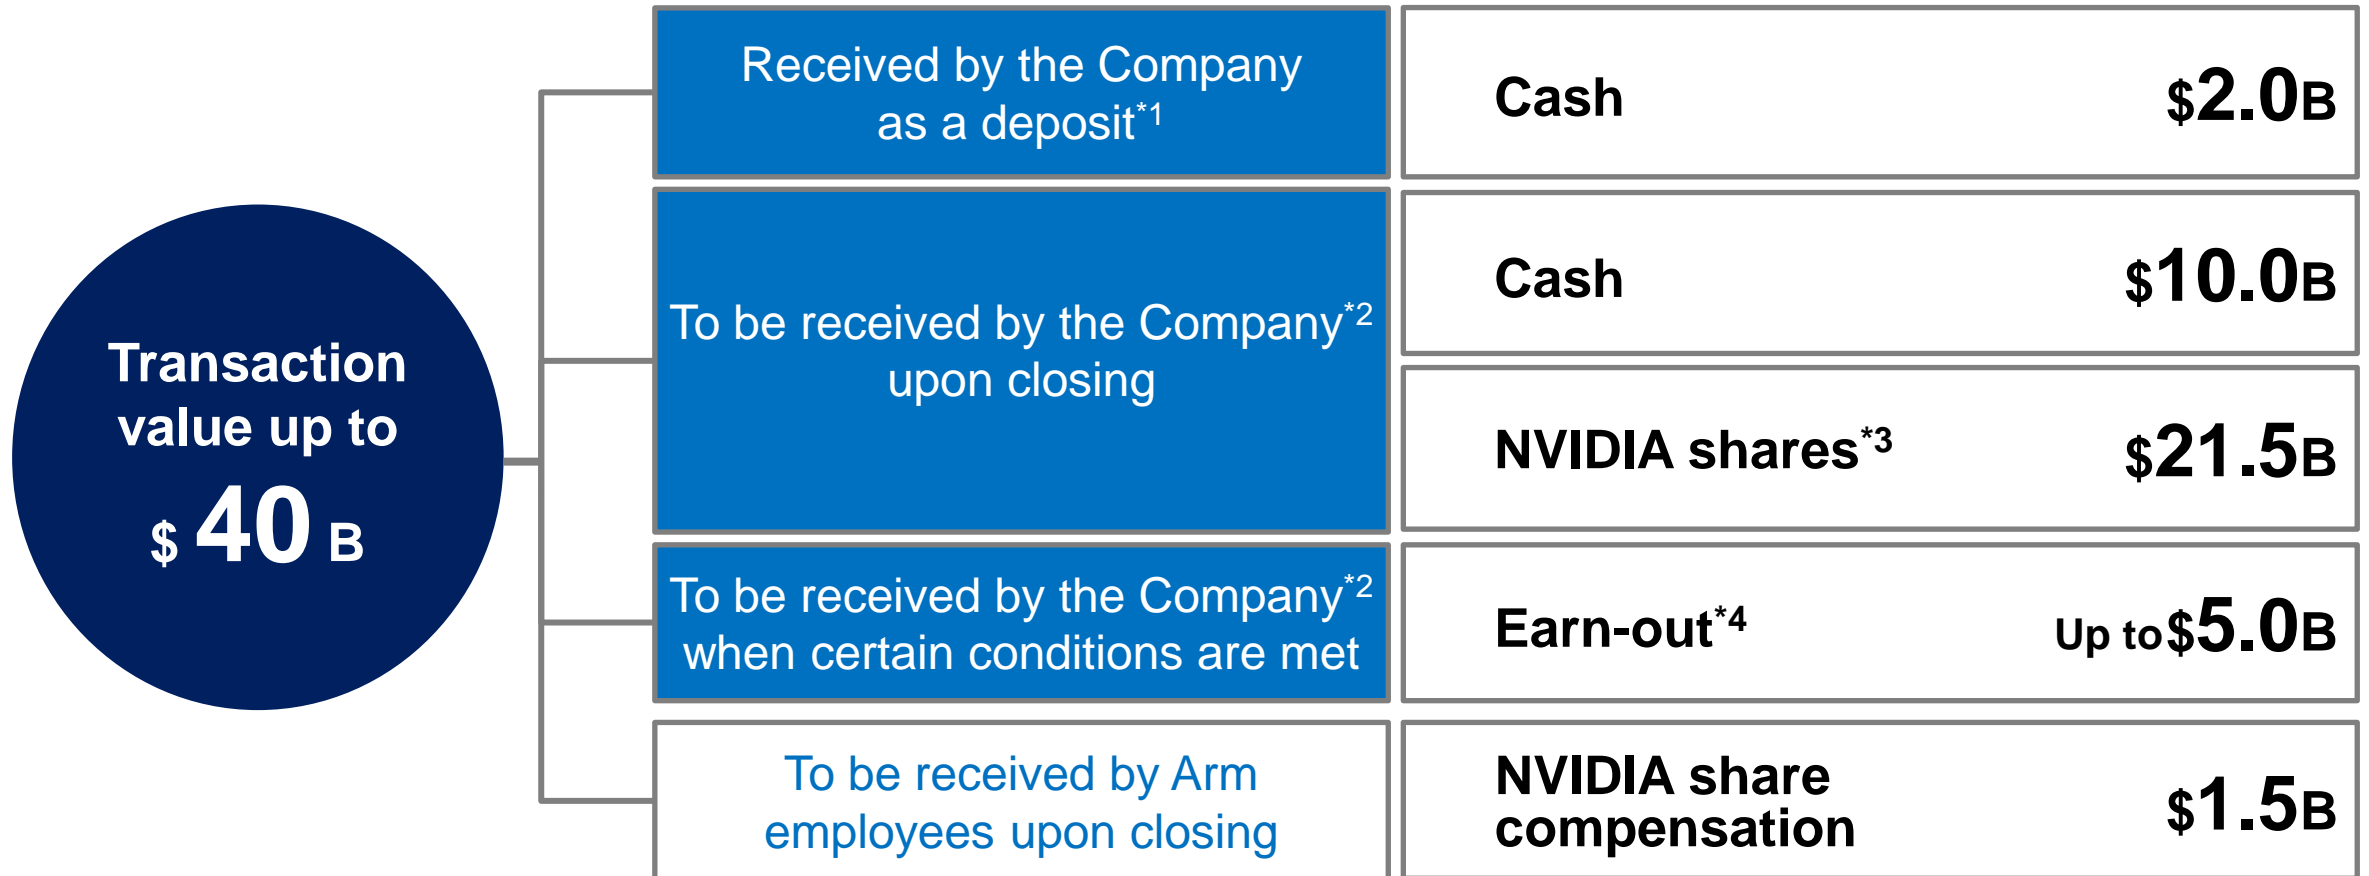 Transaction
value up to
$ 40 B
Received by the Company
as a deposit*1
Cash $2.0B
To be received by the Company*2
upon closing
Cash $10.0B
NVIDIA shares*3 $21.5B
To be received by the Company*2
when certain conditions are met
Earn-out*4 Up to $5.0B
To be received by Arm
employees upon closing
NVIDIA share
compensation $1.5B